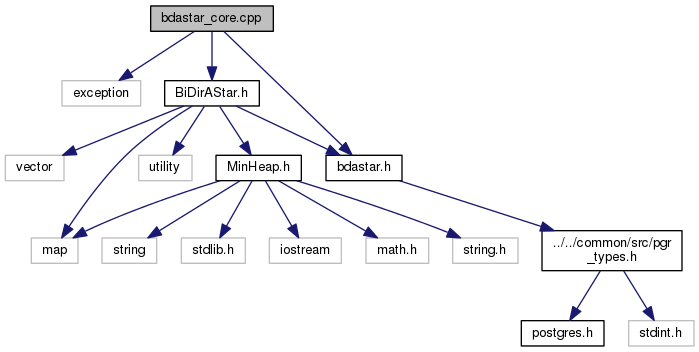 bdastar_core.cpp
exception
BiDirAStar.h
vector
utility
MinHeap.h
bdastar.h
map
string
stdlib.h
iostream
math.h
string.h
../../common/src/pgr
_types.h
postgres.h
stdint.h